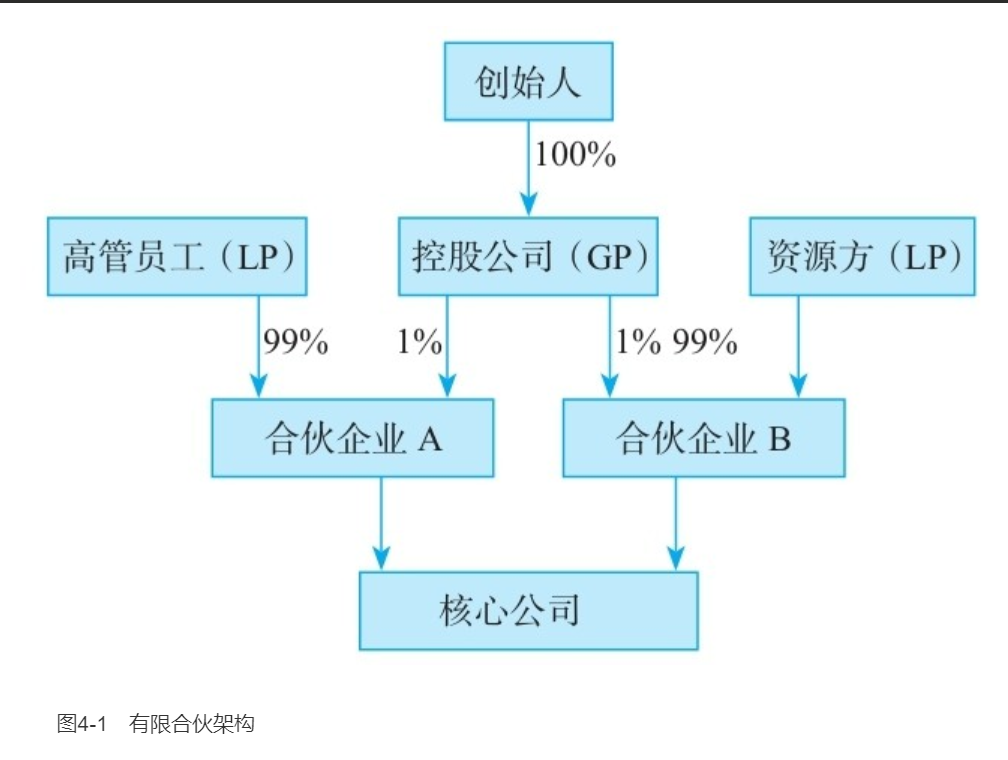 创始人
100%
高管员工（LP）
控股公司（GP）
资源方（LP）
99%
1%
1% 99%
合伙企业 A
合伙企业 B
核心公司
图4-1 有限合伙架构